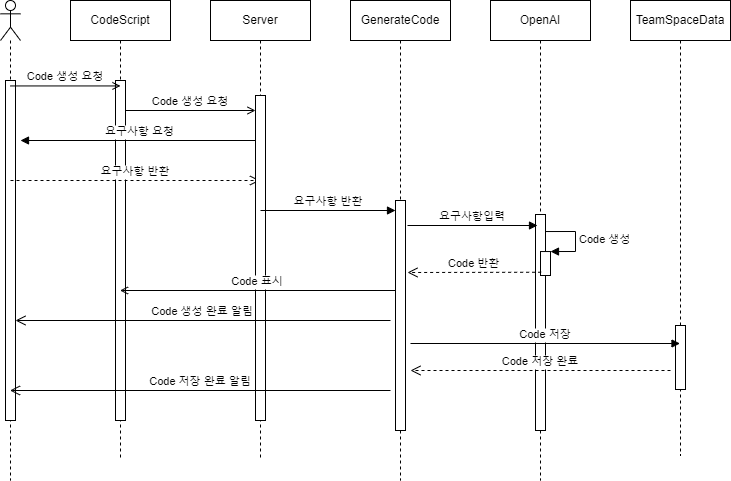 CodeScript
Server
GenerateCode
OpenAI
TeamSpaceData
Code 생성 요청
Code 생성 요청
요구사항 요청
요구사항 반환
요구사항 반환
요구사항입력
Code 생성
Code 반환
Code 표시
Code 생성 완료 알림
Code 저장
Code 저장 완료
Code 저장 완료 알림